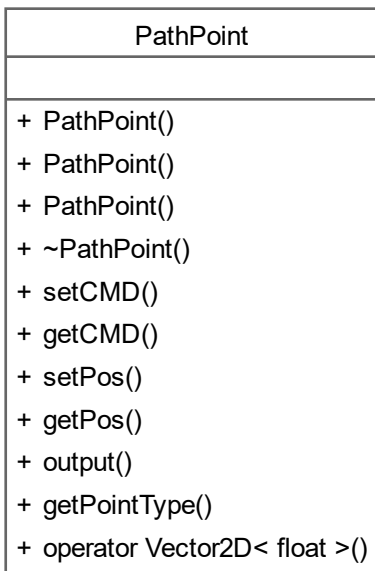 PathPoint
+ PathPoint()
+ PathPoint()
+ PathPoint()
+ ~PathPoint()
+ setCMD()
+ getCMD()
+ setPos()
+ getPos()
+ output()
+ getPointType()
+ operator Vector2D< float >()